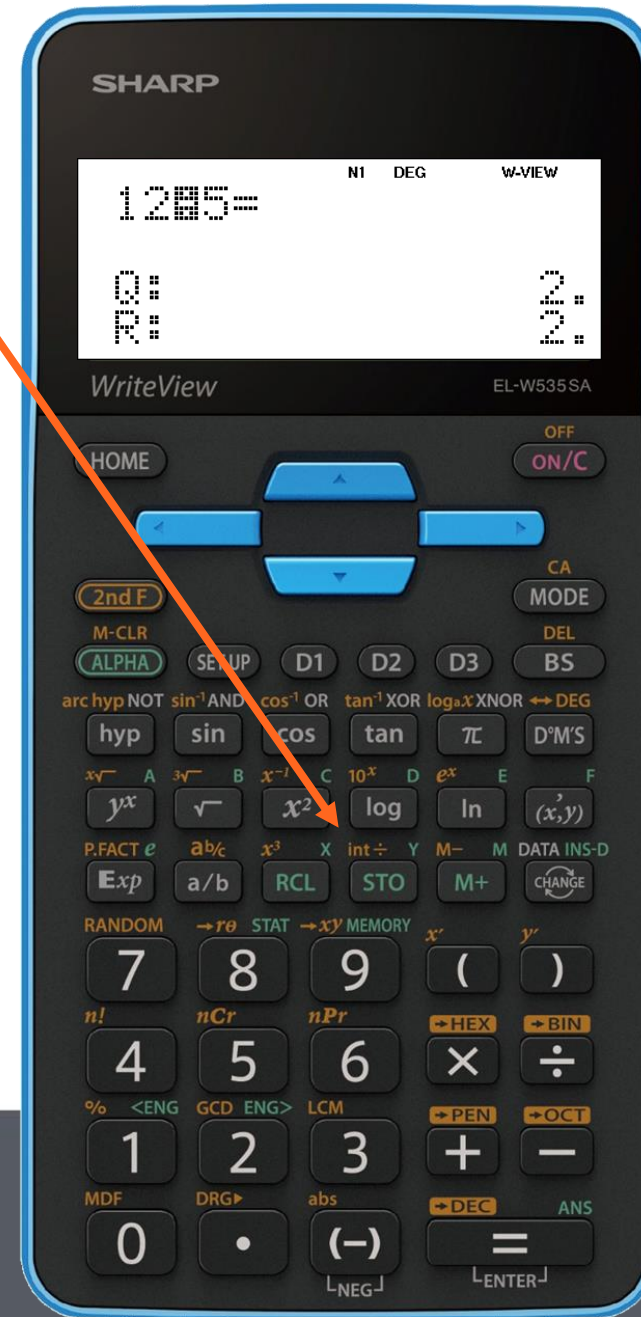 SHARP
N1 DEG W-VIEW
12⌹5=
Q: 2.
R: 2.
WriteView EL-W535SA
OFF
HOME ON/C
CA
2nd F MODE
M-CLR DEL
ALPHA SETUP D1 D2 D3 BS
arc hyp NOT sin⁻¹ AND cos⁻¹ OR tan⁻¹ XOR logₐx XNOR ↔DEG
hyp sin cos tan π D°M'S
ˣ√ A ³√ B x⁻¹ C 10ˣ D eˣ E F
yˣ √ x² log ln (x,y)
P.FACT e ab/c x³ X int÷ Y M− M DATA INS-D
Exp a/b RCL STO M+ CHANGE
RANDOM →rθ STAT →xy MEMORY x′ y′
7 8 9 ( )
n! nCr nPr →HEX →BIN
4 5 6 × ÷
% <ENG GCD ENG> LCM →PEN →OCT
1 2 3 + −
MDF DRG▶ abs →DEC ANS
0 • (−) =
NEG ENTER